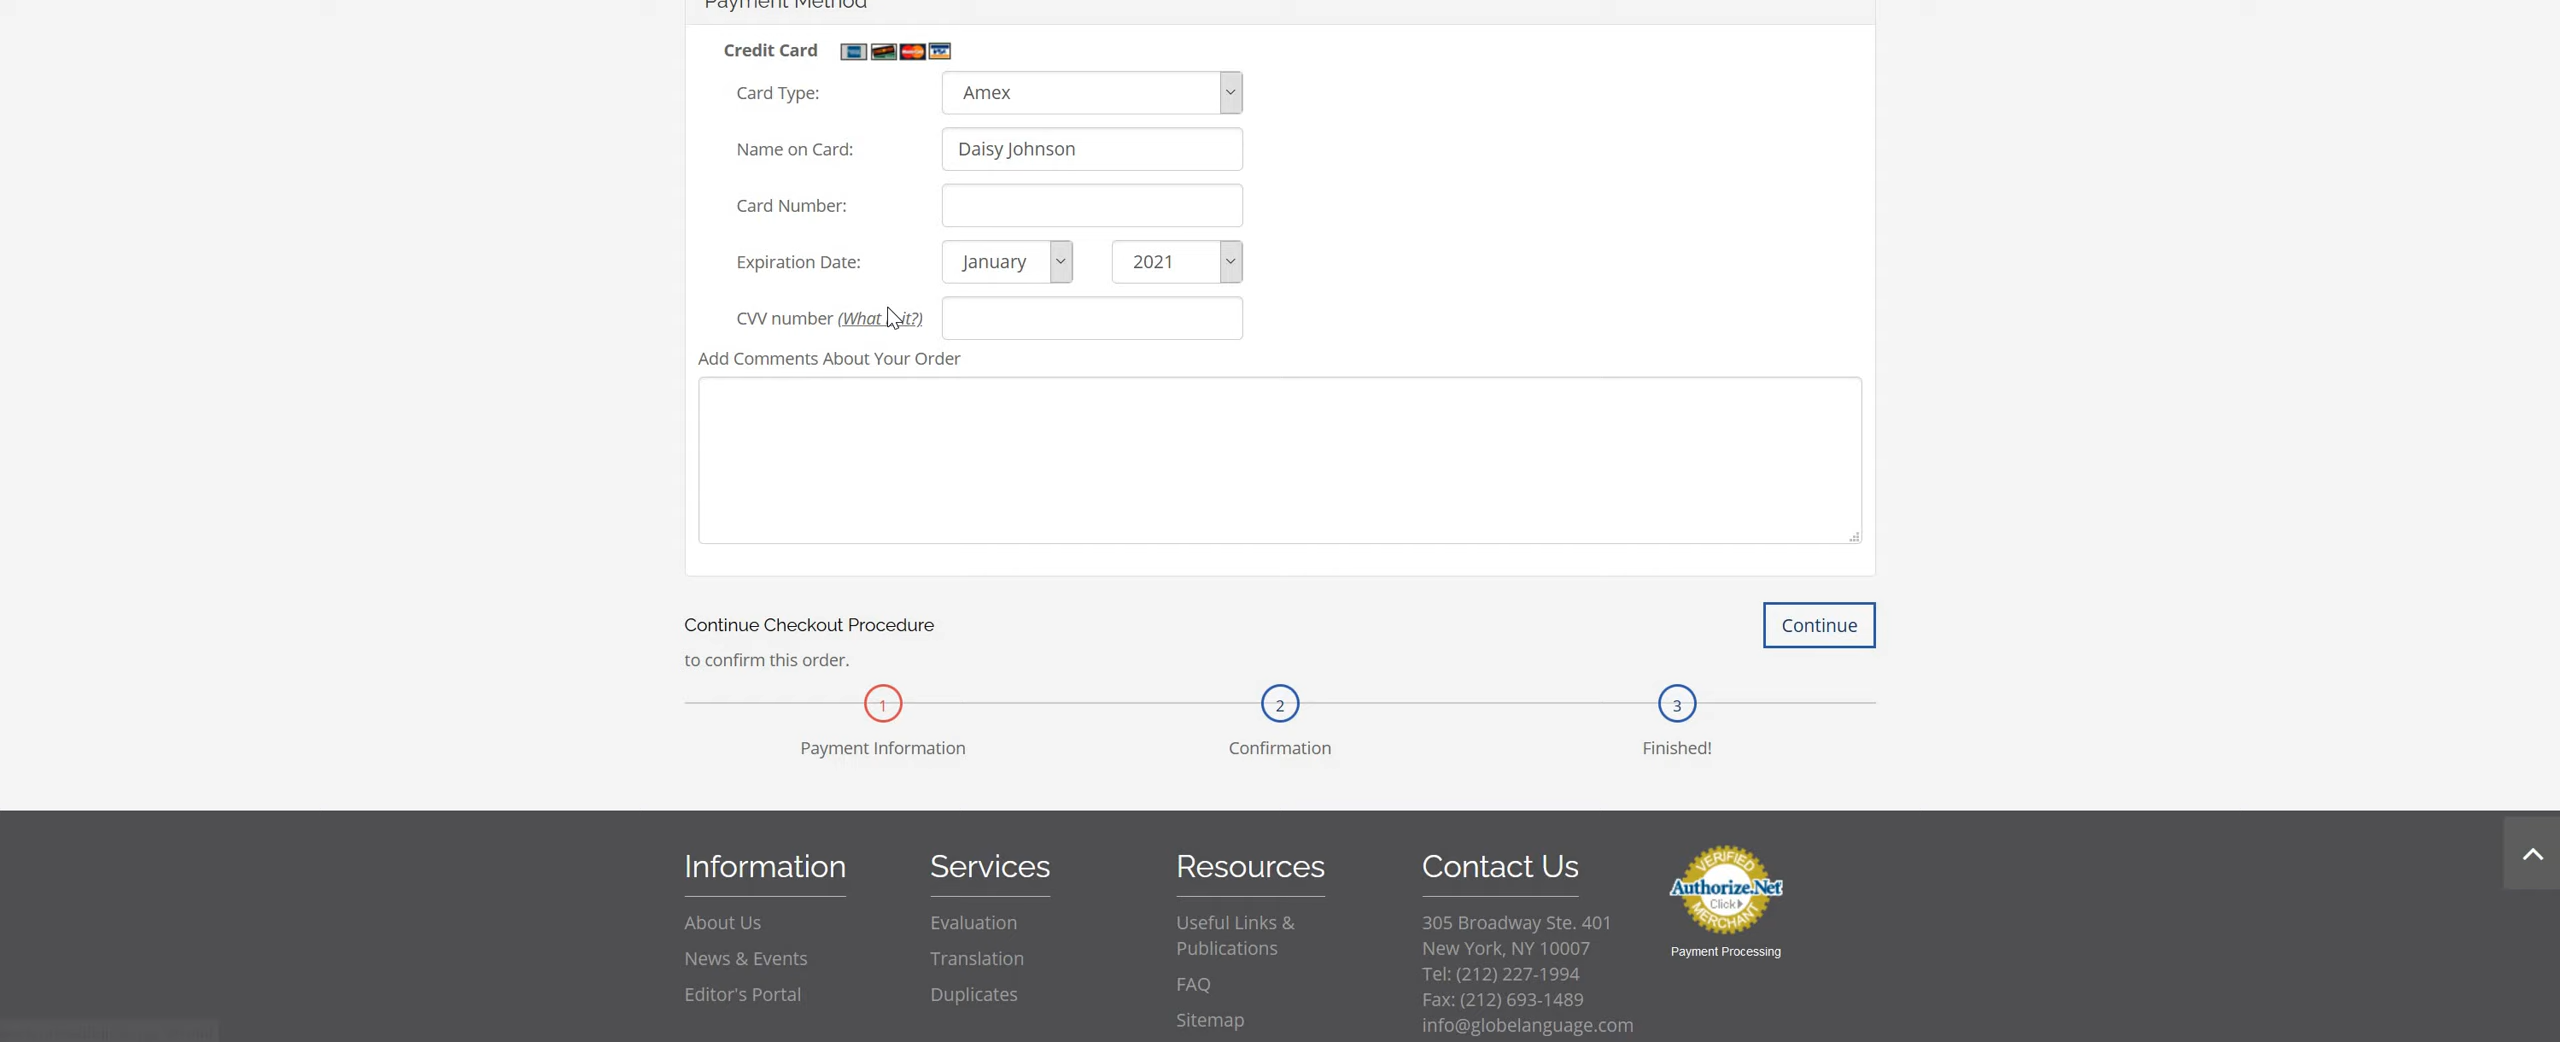 Payment Method
Credit Card
Card Type:
Amex
Name on Card:
Daisy Johnson
Card Number:
Expiration Date:
January
2021
CVV number (What it?)
Add Comments About Your Order
Continue Checkout Procedure
Continue
to confirm this order.
1
2
3
Payment Information
Confirmation
Finished!
Information
Services
Resources
Contact Us
VERIFIED
Authorize.Net
Click
MERCHANT
Payment Processing
About Us
News & Events
Editor's Portal
Evaluation
Translation
Duplicates
Useful Links &
Publications
FAQ
Sitemap
305 Broadway Ste. 401
New York, NY 10007
Tel: (212) 227-1994
Fax: (212) 693-1489
info@globelanguage.com